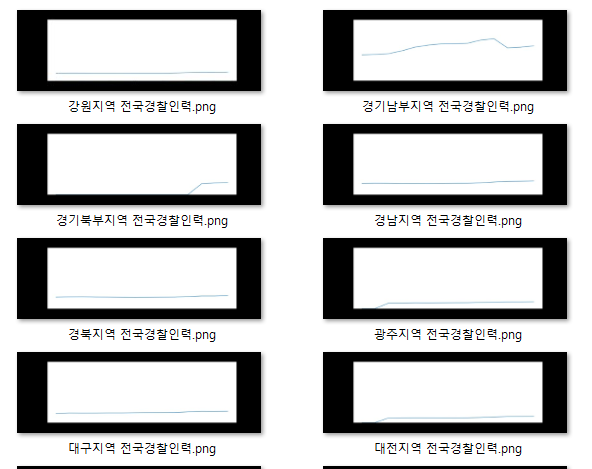 강원지역 전국경찰인력.png
경기남부지역 전국경찰인력.png
경기북부지역 전국경찰인력.png
경남지역 전국경찰인력.png
경북지역 전국경찰인력.png
광주지역 전국경찰인력.png
대구지역 전국경찰인력.png
대전지역 전국경찰인력.png